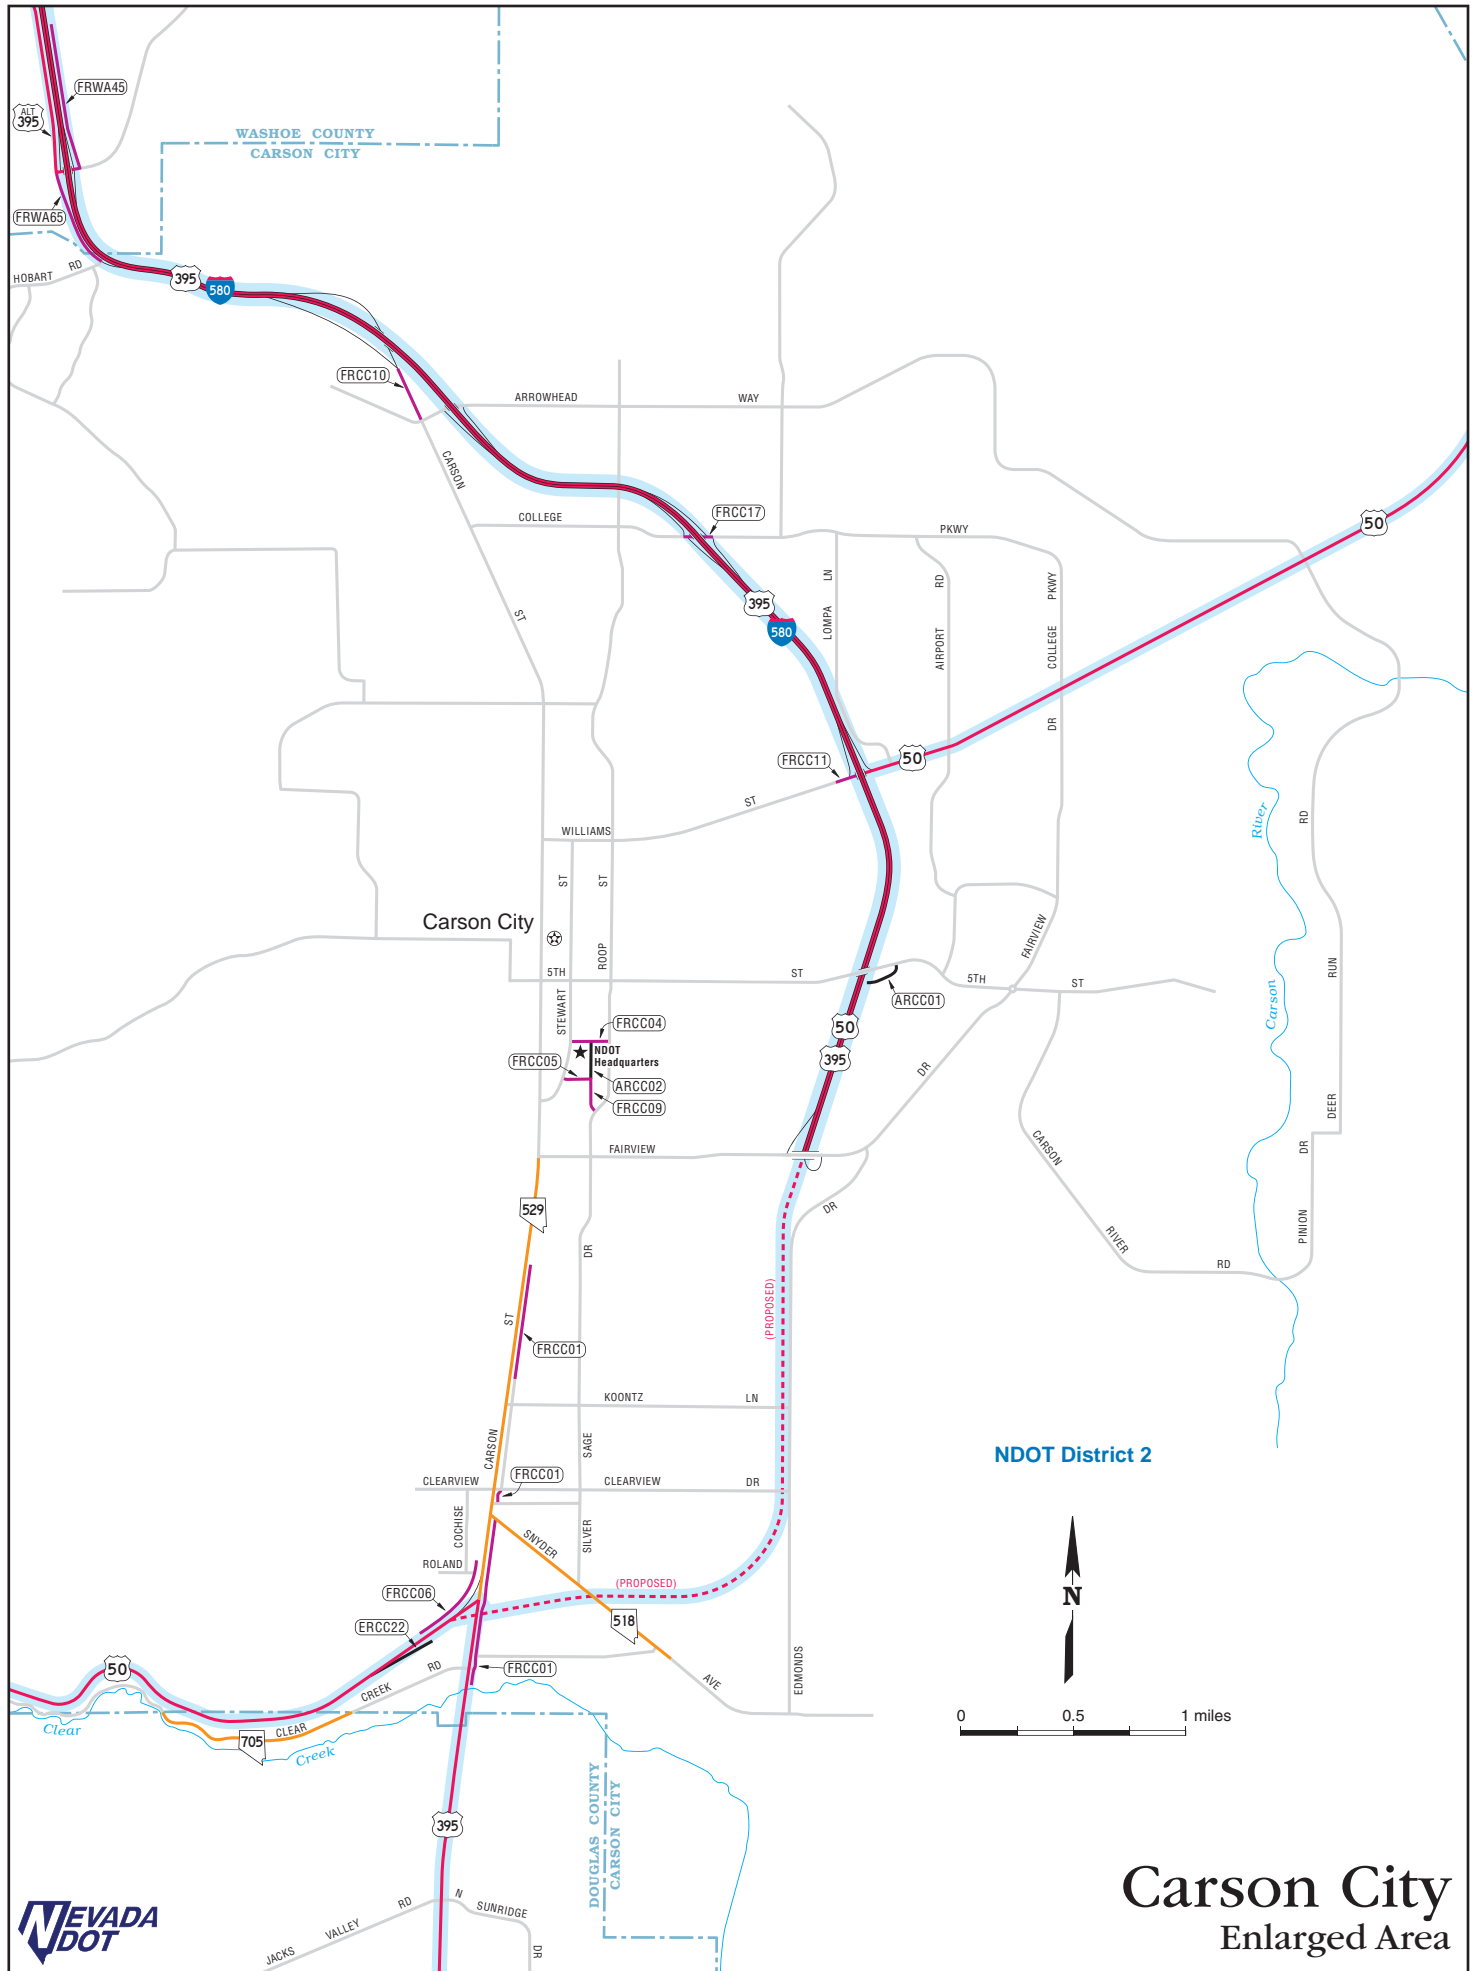 FRWA45
ALT
395
WASHOE COUNTY
CARSON CITY
FRWA65
HOBART RD
395
580
FRCC10
ARROWHEAD WAY
CARSON ST
COLLEGE PKWY
FRCC17
50
395
580
LOMPA LN
AIRPORT RD
COLLEGE PKWY
DR
FRCC11
50
WILLIAMS ST
ST
ST
River
RD
Carson City
ROOP
FAIRVIEW
5TH ST
5TH ST
RUN
Carson
ARCC01
STEWART
FRCC04
50
NDOT
Headquarters
FRCC05
395
ARCC02
DR
FRCC09
DEER
FAIRVIEW
CARSON
DR
529
DR
DR
PINION
RIVER
RD
(PROPOSED)
ST
FRCC01
KOONTZ LN
CARSON
SAGE
NDOT District 2
FRCC01
CLEARVIEW
CLEARVIEW DR
COCHISE
SNYDER
SILVER
ROLAND
(PROPOSED)
FRCC06
N
518
ERCC22
RD
FRCC01
50
EDMONDS
AVE
CREEK
0 0.5 1 miles
Clear
CLEAR
705
Creek
DOUGLAS COUNTY
CARSON CITY
395
Carson City
Enlarged Area
JACKS VALLEY RD
N SUNRIDGE
DR
NEVADA
DOT